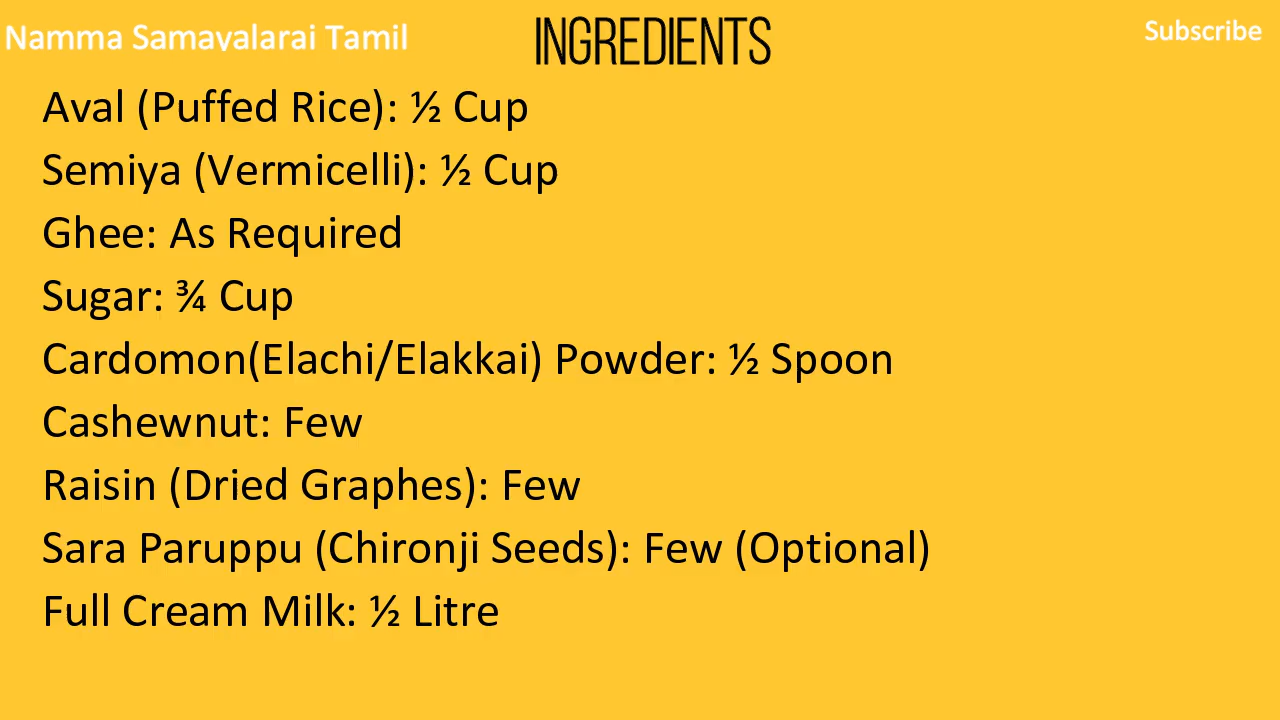 Namma Samayalarai Tamil
INGREDIENTS
Subscribe
Aval (Puffed Rice): ½ Cup
Semiya (Vermicelli): ½ Cup
Ghee: As Required
Sugar: ¾ Cup
Cardomon(Elachi/Elakkai) Powder: ½ Spoon
Cashewnut: Few
Raisin (Dried Graphes): Few
Sara Paruppu (Chironji Seeds): Few (Optional)
Full Cream Milk: ½ Litre